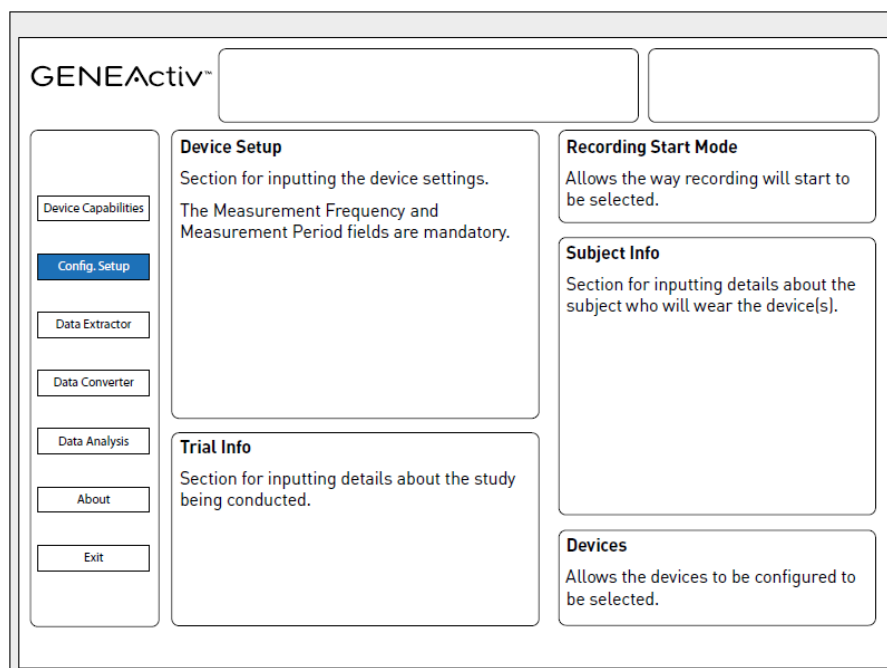 GENEActiv™
Device Capabilities
Config. Setup
Data Extractor
Data Converter
Data Analysis
About
Exit
Device Setup
Section for inputting the device settings.
The Measurement Frequency and
Measurement Period fields are mandatory.
Trial Info
Section for inputting details about the study
being conducted.
Recording Start Mode
Allows the way recording will start to
be selected.
Subject Info
Section for inputting details about the
subject who will wear the device(s).
Devices
Allows the devices to be configured to
be selected.